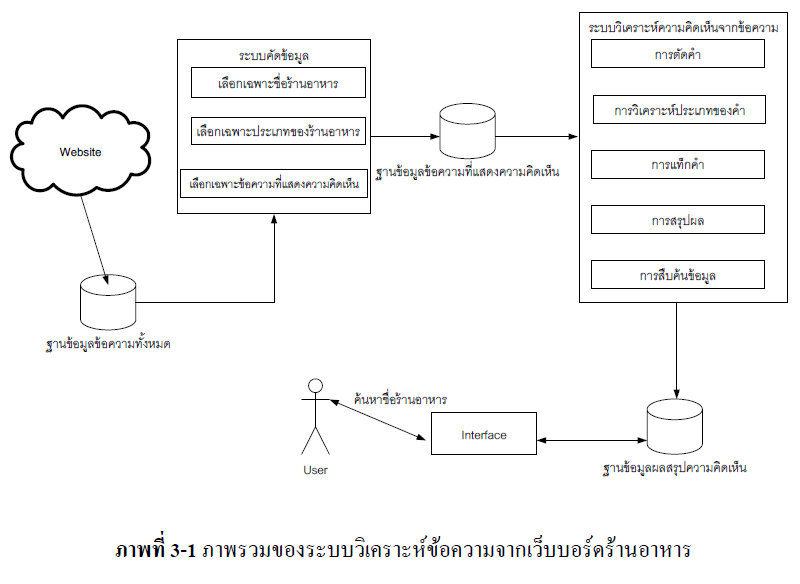 ระบบคัดข้อมูล
เลือกเฉพาะชื่อร้านอาหาร
เลือกเฉพาะประเภทของร้านอาหาร
เลือกเฉพาะข้อความที่แสดงความคิดเห็น
Website
ฐานข้อมูลข้อความทั้งหมด
ฐานข้อมูลข้อความที่แสดงความคิดเห็น
ระบบวิเคราะห์ความคิดเห็นจากข้อความ
การตัดคำ
การวิเคราะห์ประเภทของคำ
การแท็กคำ
การสรุปผล
การสืบค้นข้อมูล
ค้นหาชื่อร้านอาหาร
User
Interface
ฐานข้อมูลผลสรุปความคิดเห็น
ภาพที่ 3-1 ภาพรวมของระบบวิเคราะห์ข้อความจากเว็บบอร์ดร้านอาหาร